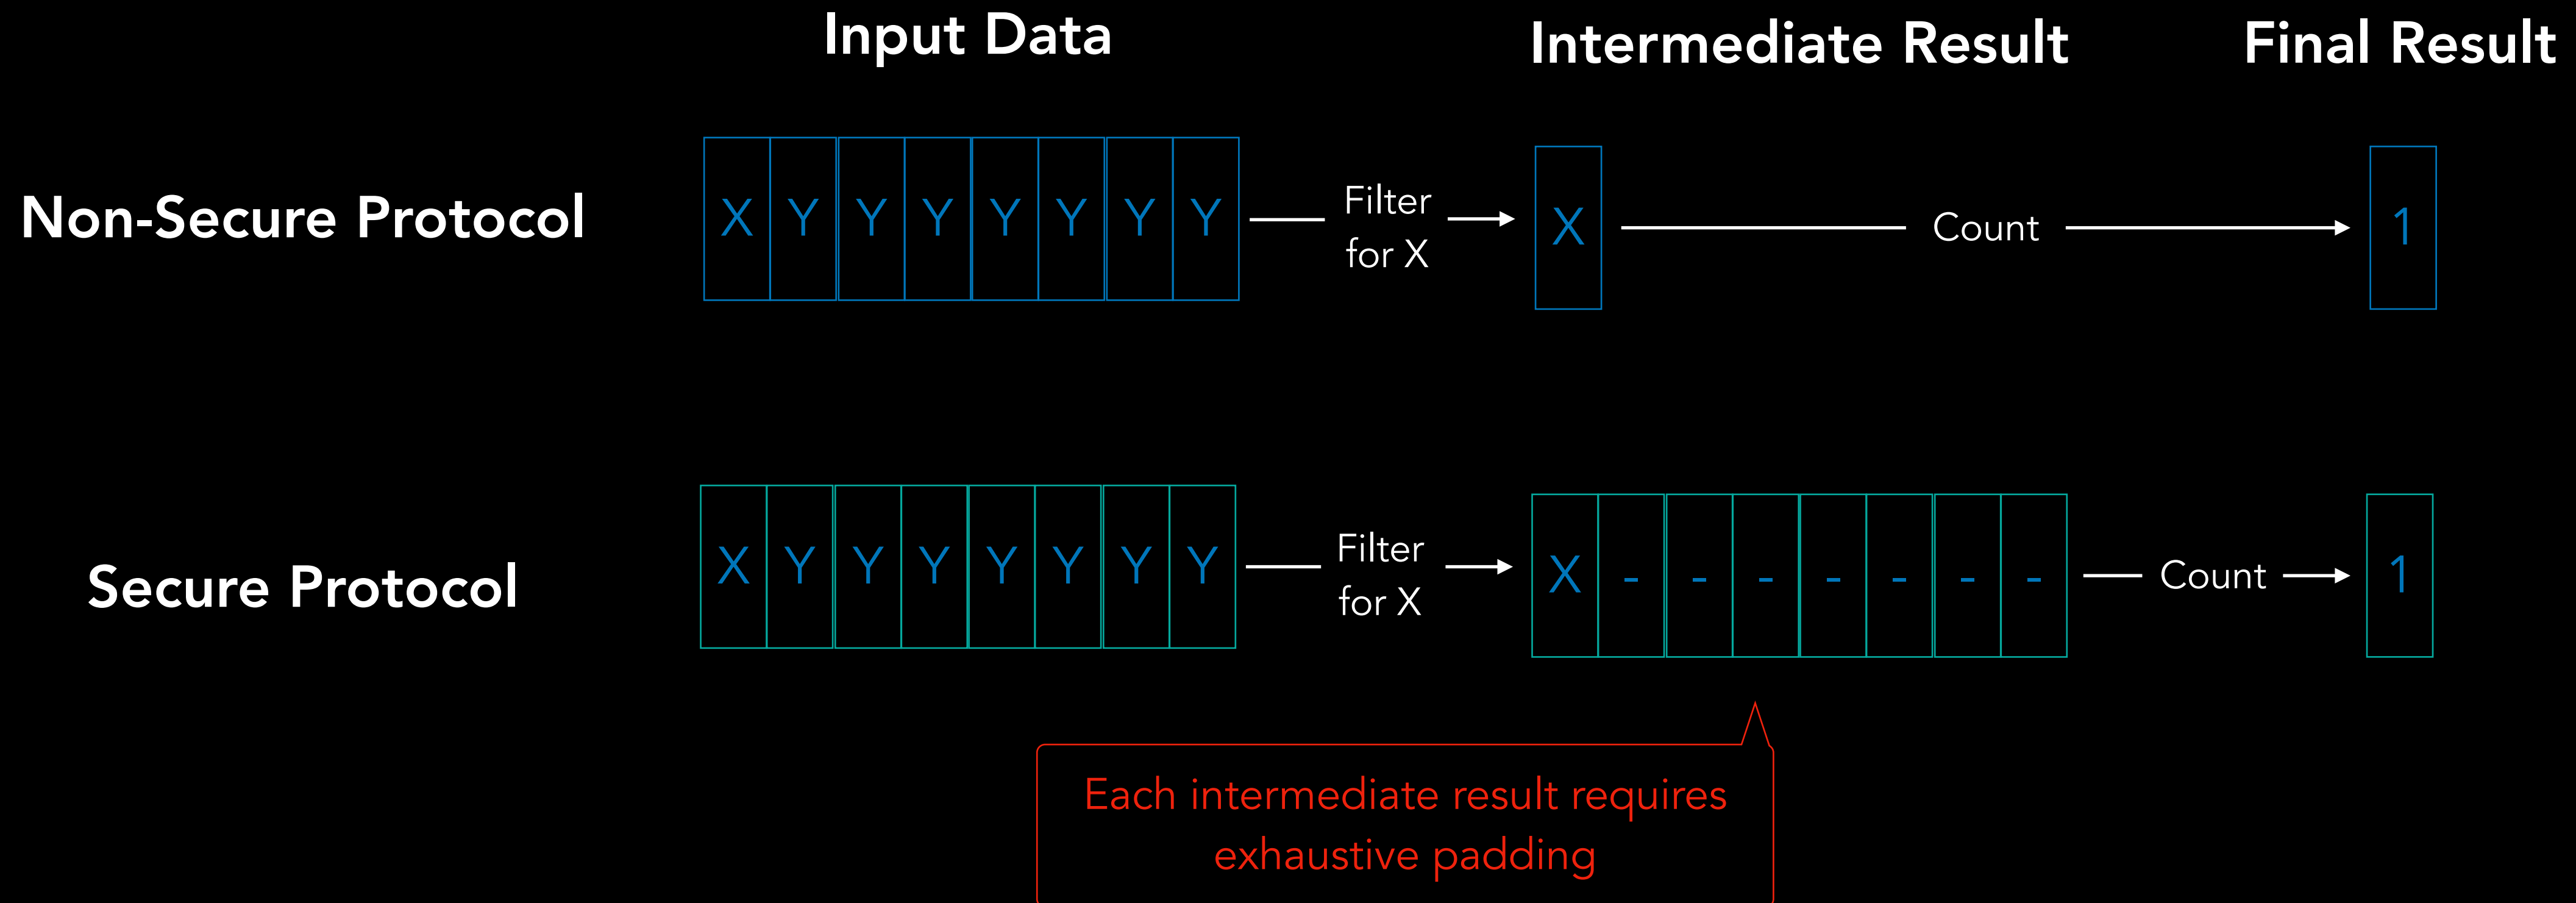 Input Data
Intermediate Result
Final Result
Non-Secure Protocol
X Y Y Y Y Y Y Y
Filter
for X
X
Count
1
Secure Protocol
X Y Y Y Y Y Y Y
Filter
for X
X - - - - - - -
Count
1
Each intermediate result requires
exhaustive padding